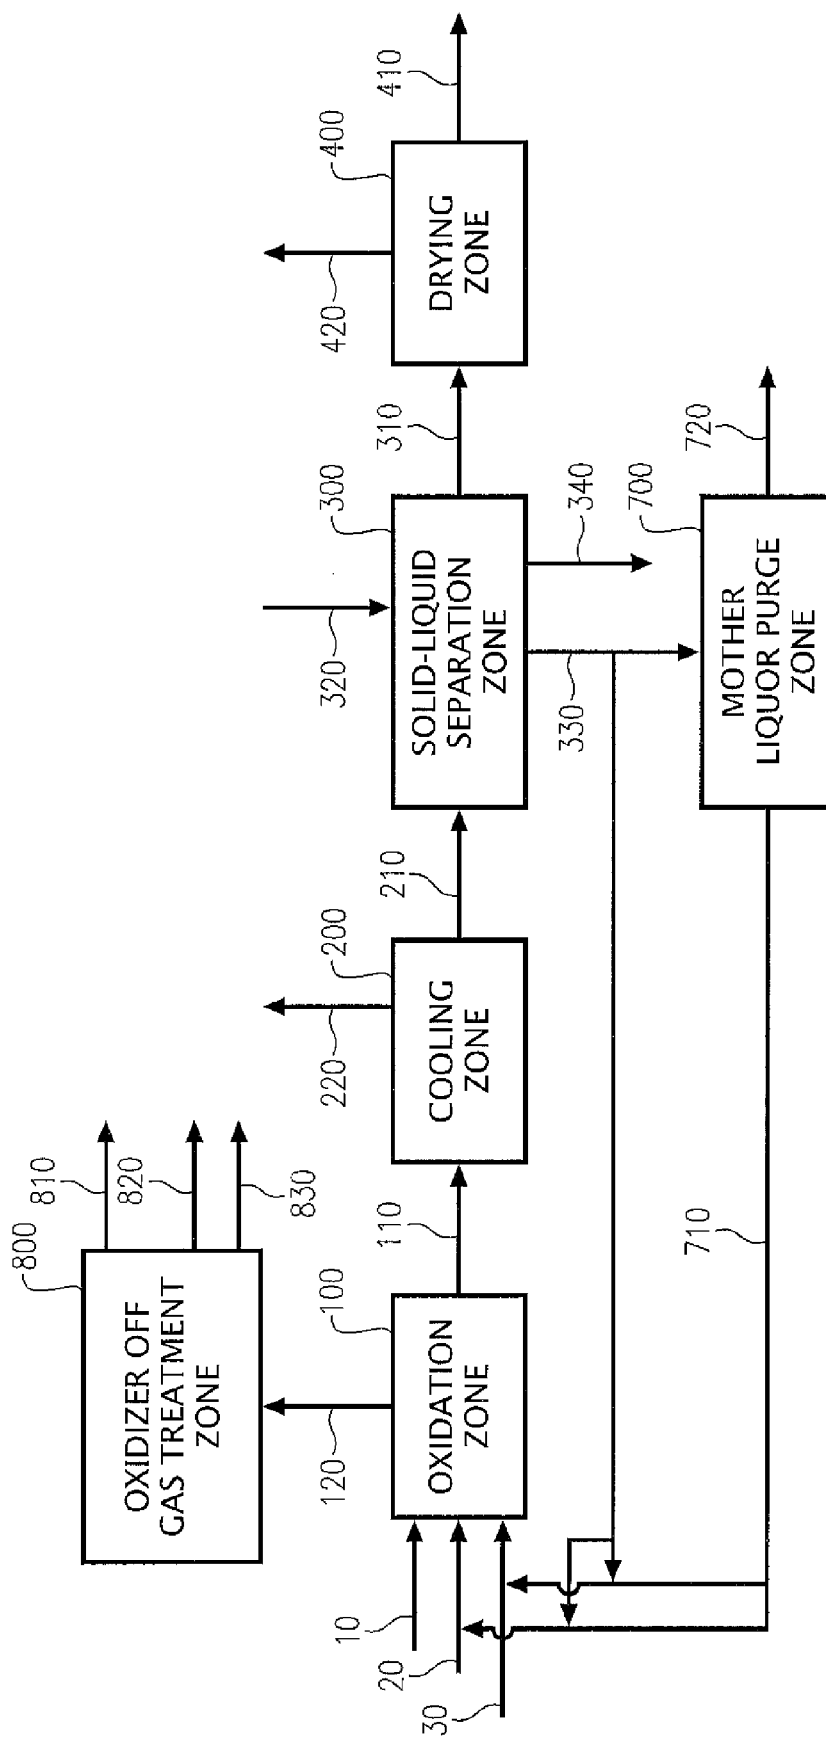 800
810
820
830
OXIDIZER OFF
GAS TREATMENT
ZONE
120
220
320
420
10
20
30
100
OXIDATION
ZONE
110
200
COOLING
ZONE
210
300
SOLID-LIQUID
SEPARATION
ZONE
310
400
DRYING
ZONE
410
330
340
700
MOTHER
LIQUOR PURGE
ZONE
710
720